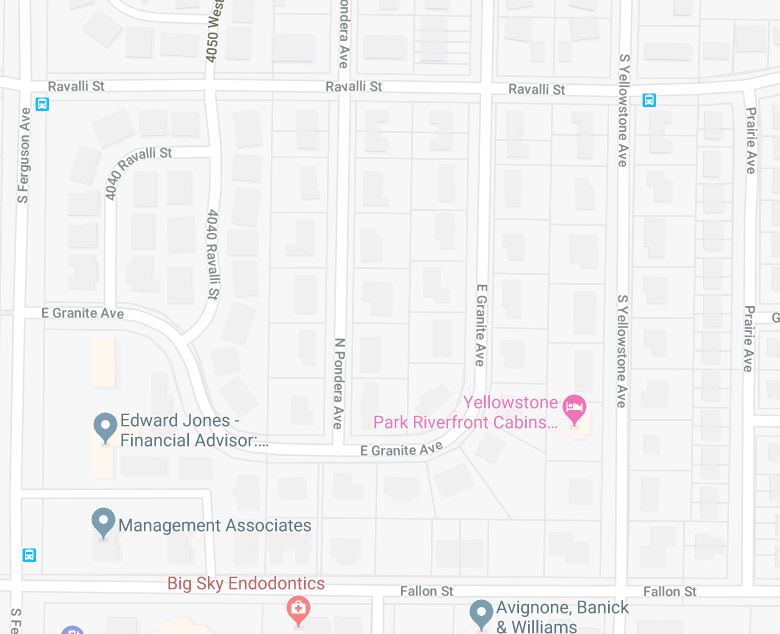 4050 West
Pondera Ave
S Yellowstone Ave
Ravalli St
Ravalli St
Ravalli St
S Ferguson Ave
Prairie Ave
4040 Ravalli St
4040 Ravalli St
E Granite Ave
E Granite Ave
S Yellowstone Ave
Prairie Ave
G
N Pondera Ave
Yellowstone
Park Riverfront Cabins...
Edward Jones -
Financial Advisor:...
E Granite Ave
Management Associates
Big Sky Endodontics
Fallon St
Fallon St
Avignone, Banick
& Williams
S Fe